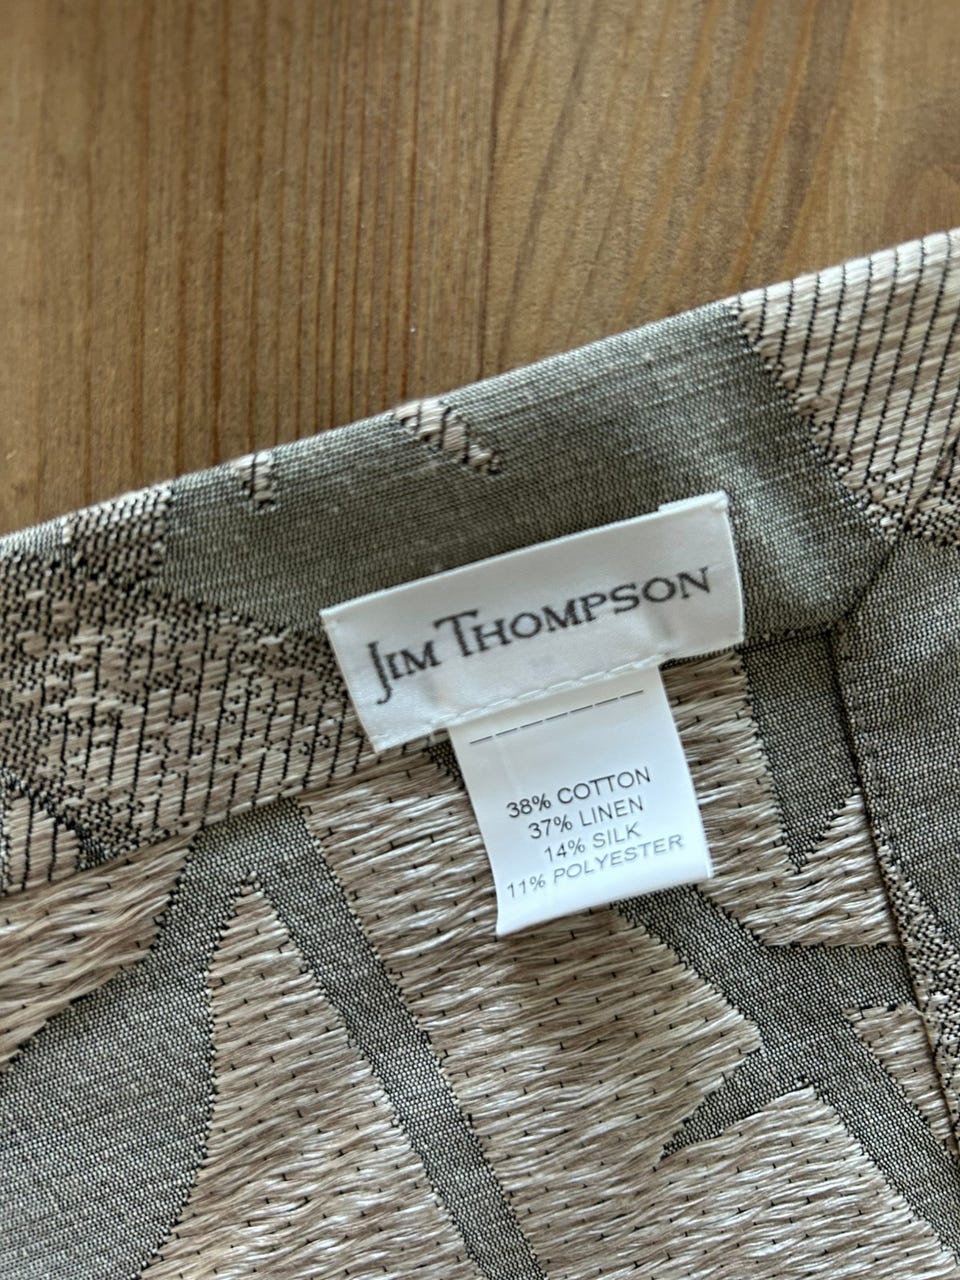 JIM THOMPSON
38% COTTON
37% LINEN
14% SILK
11% POLYESTER